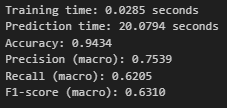 Training time: 0.0285 seconds
Prediction time: 20.0794 seconds
Accuracy: 0.9434
Precision (macro): 0.7539
Recall (macro): 0.6205
F1-score (macro): 0.6310